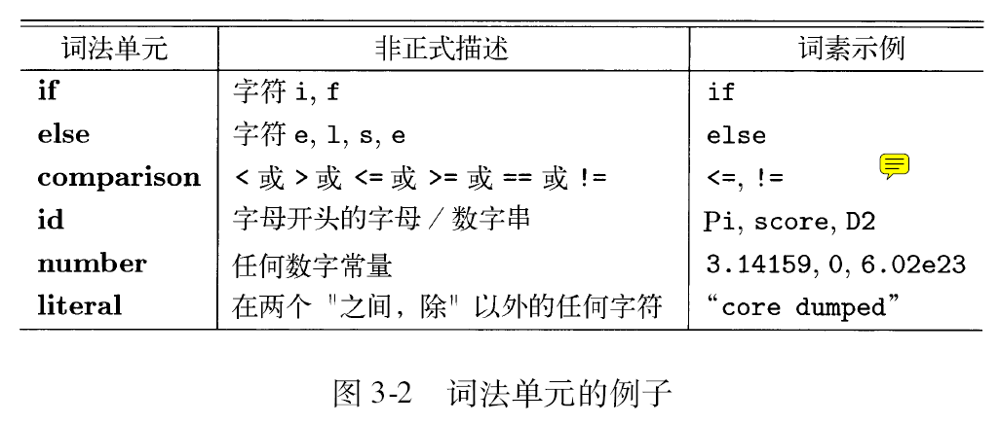 词法单元 非正式描述 词素示例
if 字符 i, f if
else 字符 e, l, s, e else
comparison < 或 > 或 <= 或 >= 或 == 或 != <=, !=
id 字母开头的字母 / 数字串 Pi, score, D2
number 任何数字常量 3.14159, 0, 6.02e23
literal 在两个 "之间，除" 以外的任何字符 “core dumped”
图 3-2 词法单元的例子